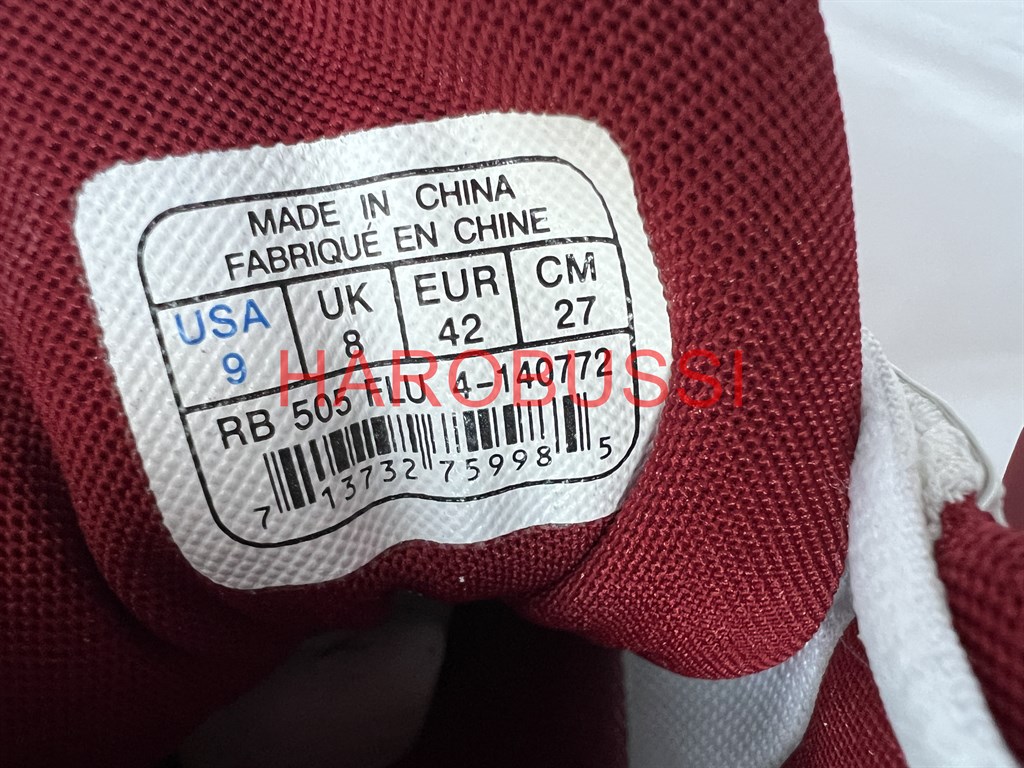 MADE IN CHINA
FABRIQUÉ EN CHINE
USA UK EUR CM
9 8 42 27
HAROBUSSI
RB 505 FLU 4-140772
7 13732 75998 5